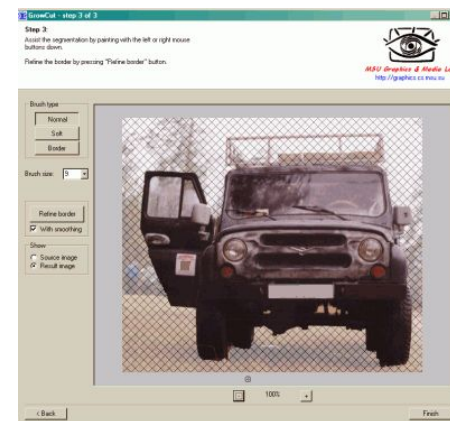 GrowCut - step 3 of 3
Step 3:
Assist the segmentation by painting with the left or right mouse
buttons down.
Refine the border by pressing "Refine border" button.
MSU Graphics & Media La
http://graphics.cs.msu.su
Brush type
Normal
Soft
Border
Brush size: 9
Refine border
With smoothing
Show
Source image
Result image
100%
+
< Back
Finish